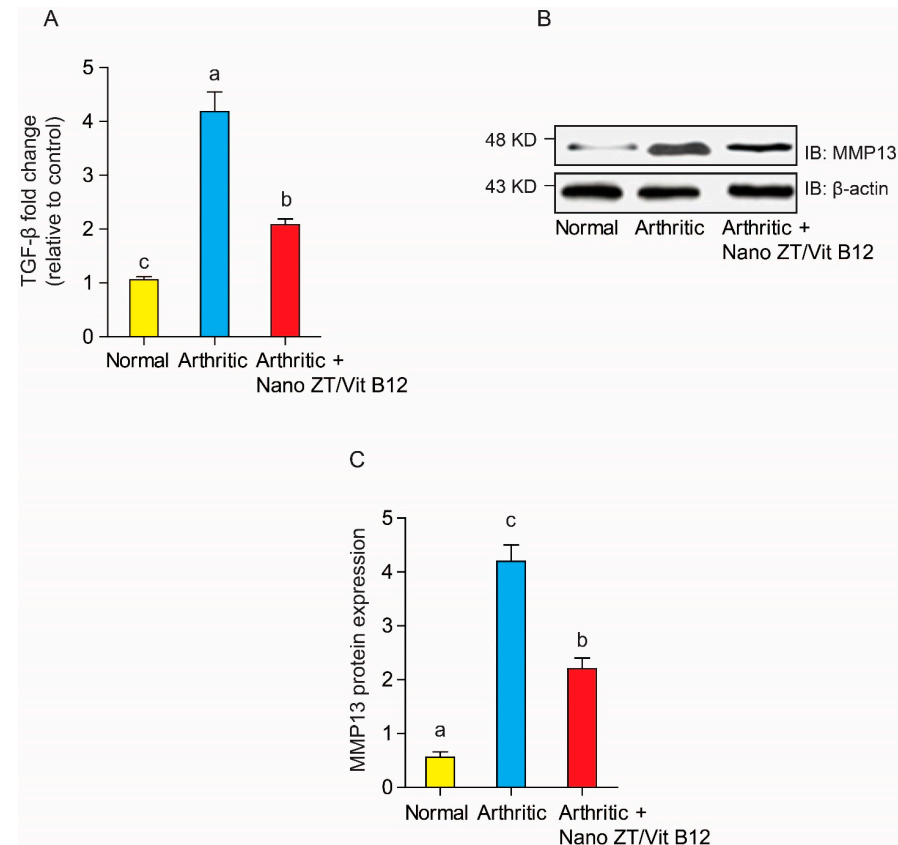 A
TGF-β fold change
(relative to control)
5
4
3
2
1
0
a
b
c
Normal Arthritic Arthritic +
Nano ZT/Vit B12
B
48 KD
IB: MMP13
43 KD
IB: β-actin
Normal Arthritic Arthritic +
Nano ZT/Vit B12
C
MMP13 protein expression
5
4
3
2
1
0
c
b
a
Normal Arthritic Arthritic +
Nano ZT/Vit B12